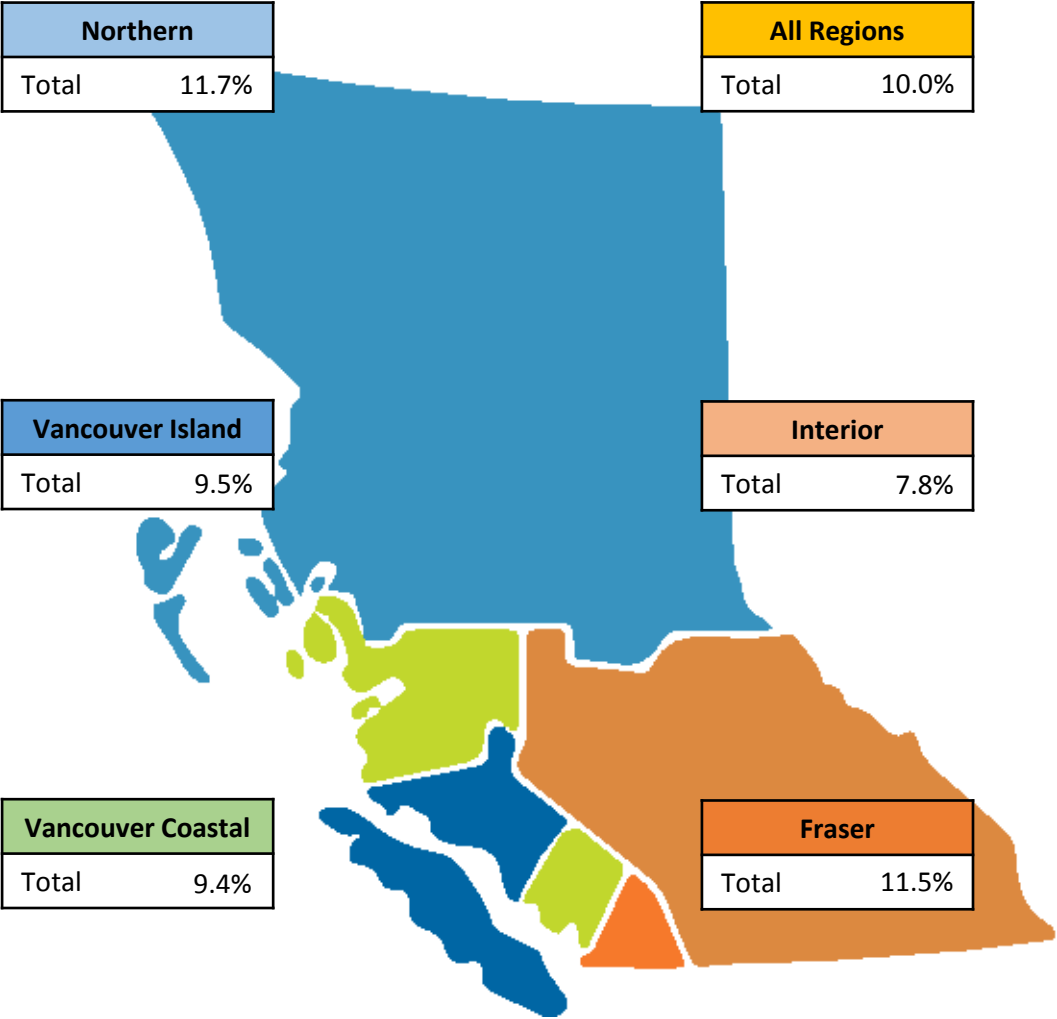 Northern
Total 11.7%
All Regions
Total 10.0%
Vancouver Island
Total 9.5%
Interior
Total 7.8%
Vancouver Coastal
Total 9.4%
Fraser
Total 11.5%